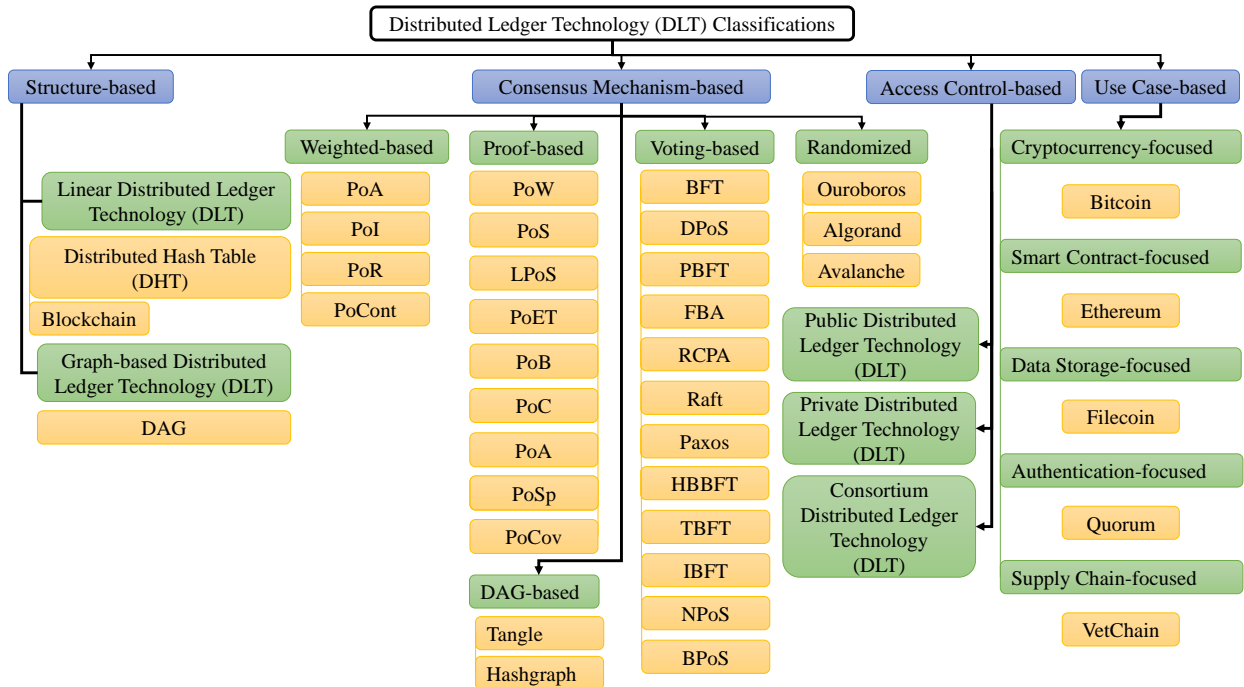 Distributed Ledger Technology (DLT) Classifications
Structure-based
Consensus Mechanism-based
Access Control-based
Use Case-based
Linear Distributed Ledger
Technology (DLT)
Distributed Hash Table
(DHT)
Blockchain
Graph-based Distributed
Ledger Technology (DLT)
DAG
Weighted-based
PoA
PoI
PoR
PoCont
Proof-based
PoW
PoS
LPoS
PoET
PoB
PoC
PoA
PoSp
PoCov
DAG-based
Tangle
Hashgraph
Voting-based
BFT
DPoS
PBFT
FBA
RCPA
Raft
Paxos
HBBFT
TBFT
IBFT
NPoS
BPoS
Randomized
Ouroboros
Algorand
Avalanche
Public Distributed
Ledger Technology
(DLT)
Private Distributed
Ledger Technology
(DLT)
Consortium
Distributed Ledger
Technology
(DLT)
Cryptocurrency-focused
Bitcoin
Smart Contract-focused
Ethereum
Data Storage-focused
Filecoin
Authentication-focused
Quorum
Supply Chain-focused
VetChain